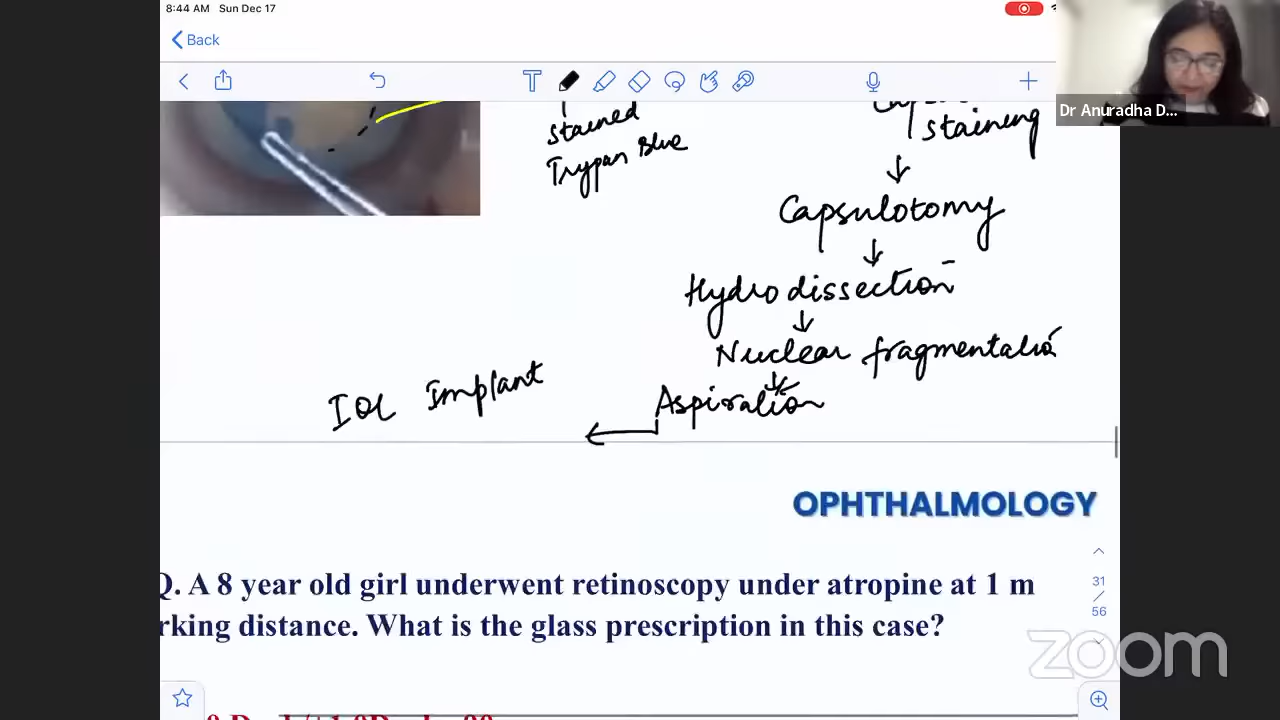 8:44 AM Sun Dec 17
Back
Dr Anuradha D...
stained
Trypan Blue
staining
Capsulotomy
Hydrodissection
Nuclear fragmentation
Aspiration
IOL Implant
OPHTHALMOLOGY
Q. A 8 year old girl underwent retinoscopy under atropine at 1 m
rking distance. What is the glass prescription in this case?
31
/
56
zoom